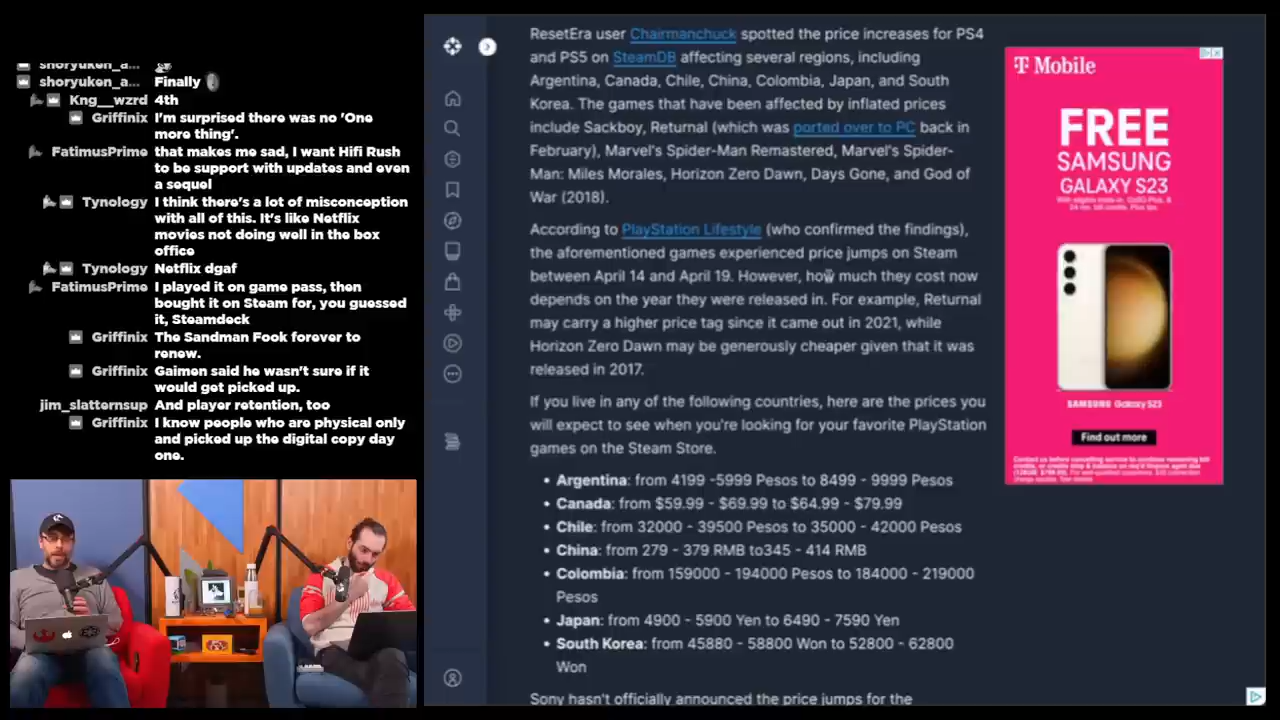 shoryuken_a...
shoryuken_a... Finally
Kng__wzrd 4th
Griffinix I'm surprised there was no 'One
more thing'.
FatimusPrime that makes me sad, I want Hifi Rush
to be support with updates and even
a sequel
Tynology I think there's a lot of misconception
with all of this. It's like Netflix
movies not doing well in the box
office
Tynology Netflix dgaf
FatimusPrime I played it on game pass, then
bought it on Steam for, you guessed
it, Steamdeck
Griffinix The Sandman Fook forever to
renew.
Griffinix Gaimen said he wasn't sure if it
would get picked up.
jim_slatternsup And player retention, too
Griffinix I know people who are physical only
and picked up the digital copy day
one.
ResetEra user Chairmanchuck spotted the price increases for PS4
and PS5 on SteamDB affecting several regions, including
Argentina, Canada, Chile, China, Colombia, Japan, and South
Korea. The games that have been affected by inflated prices
include Sackboy, Returnal (which was ported over to PC back in
February), Marvel's Spider-Man Remastered, Marvel's Spider-
Man: Miles Morales, Horizon Zero Dawn, Days Gone, and God of
War (2018).
According to PlayStation Lifestyle (who confirmed the findings),
the aforementioned games experienced price jumps on Steam
between April 14 and April 19. However, how much they cost now
depends on the year they were released in. For example, Returnal
may carry a higher price tag since it came out in 2021, while
Horizon Zero Dawn may be generously cheaper given that it was
released in 2017.
If you live in any of the following countries, here are the prices you
will expect to see when you're looking for your favorite PlayStation
games on the Steam Store.
• Argentina: from 4199 -5999 Pesos to 8499 - 9999 Pesos
• Canada: from $59.99 - $69.99 to $64.99 - $79.99
• Chile: from 32000 - 39500 Pesos to 35000 - 42000 Pesos
• China: from 279 - 379 RMB to345 - 414 RMB
• Colombia: from 159000 - 194000 Pesos to 184000 - 219000
Pesos
• Japan: from 4900 - 5900 Yen to 6490 - 7590 Yen
• South Korea: from 45880 - 58800 Won to 52800 - 62800
Won
Sony hasn't officially announced the price jumps for the
T Mobile
FREE
SAMSUNG
GALAXY S23
SAMSUNG Galaxy S23
Find out more